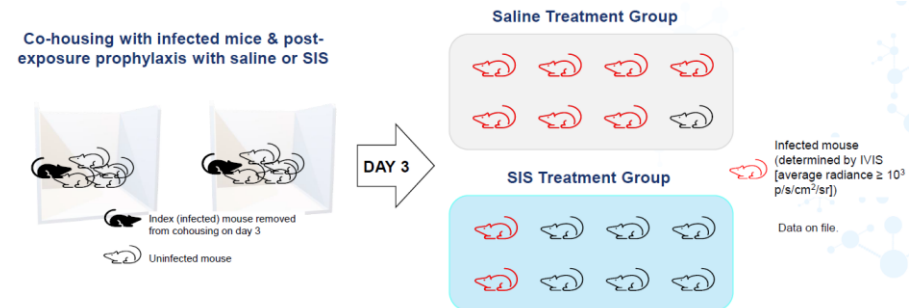 Co-housing with infected mice & post-
exposure prophylaxis with saline or SIS
Index (infected) mouse removed
from cohousing on day 3
Uninfected mouse
DAY 3
Saline Treatment Group
SIS Treatment Group
Infected mouse
(determined by IVIS
[average radiance ≥ 10³
p/s/cm²/sr])
Data on file.